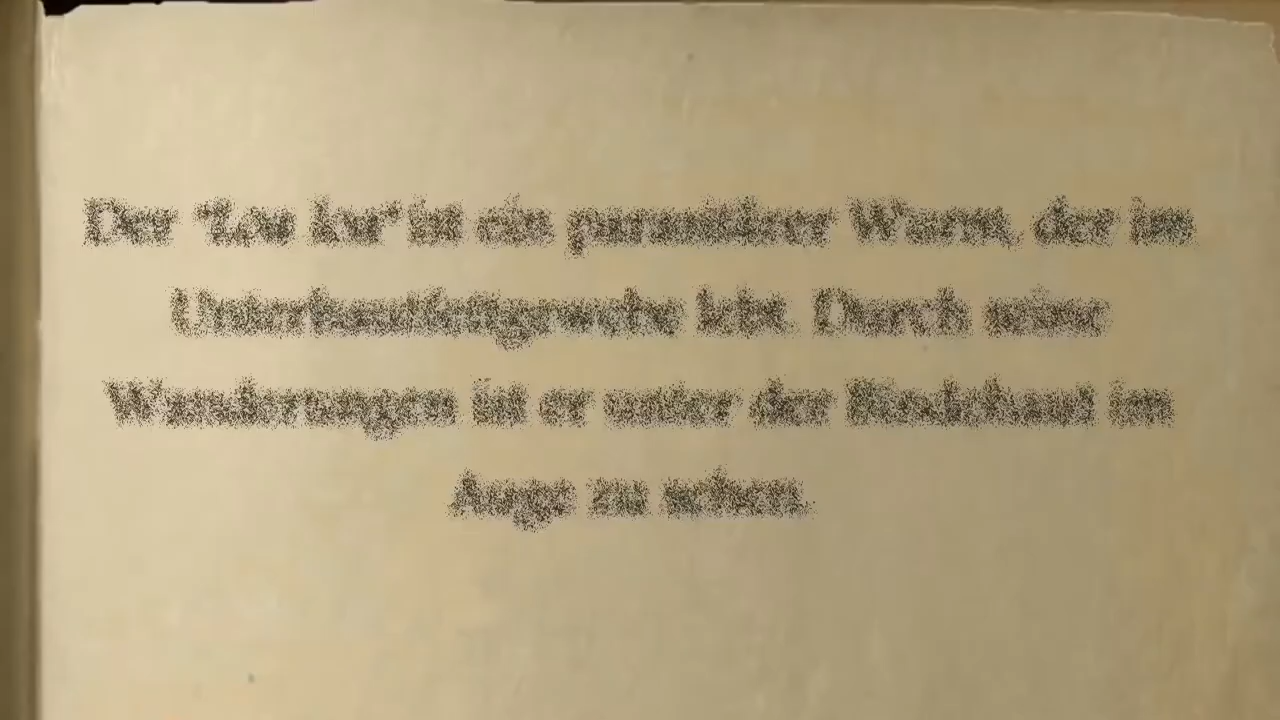 Der "Loa loa" ist ein parasitärer Wurm, der im
Unterhautfettgewebe lebt. Durch seine
Wanderungen ist er unter der Bindehaut im
Auge zu sehen.